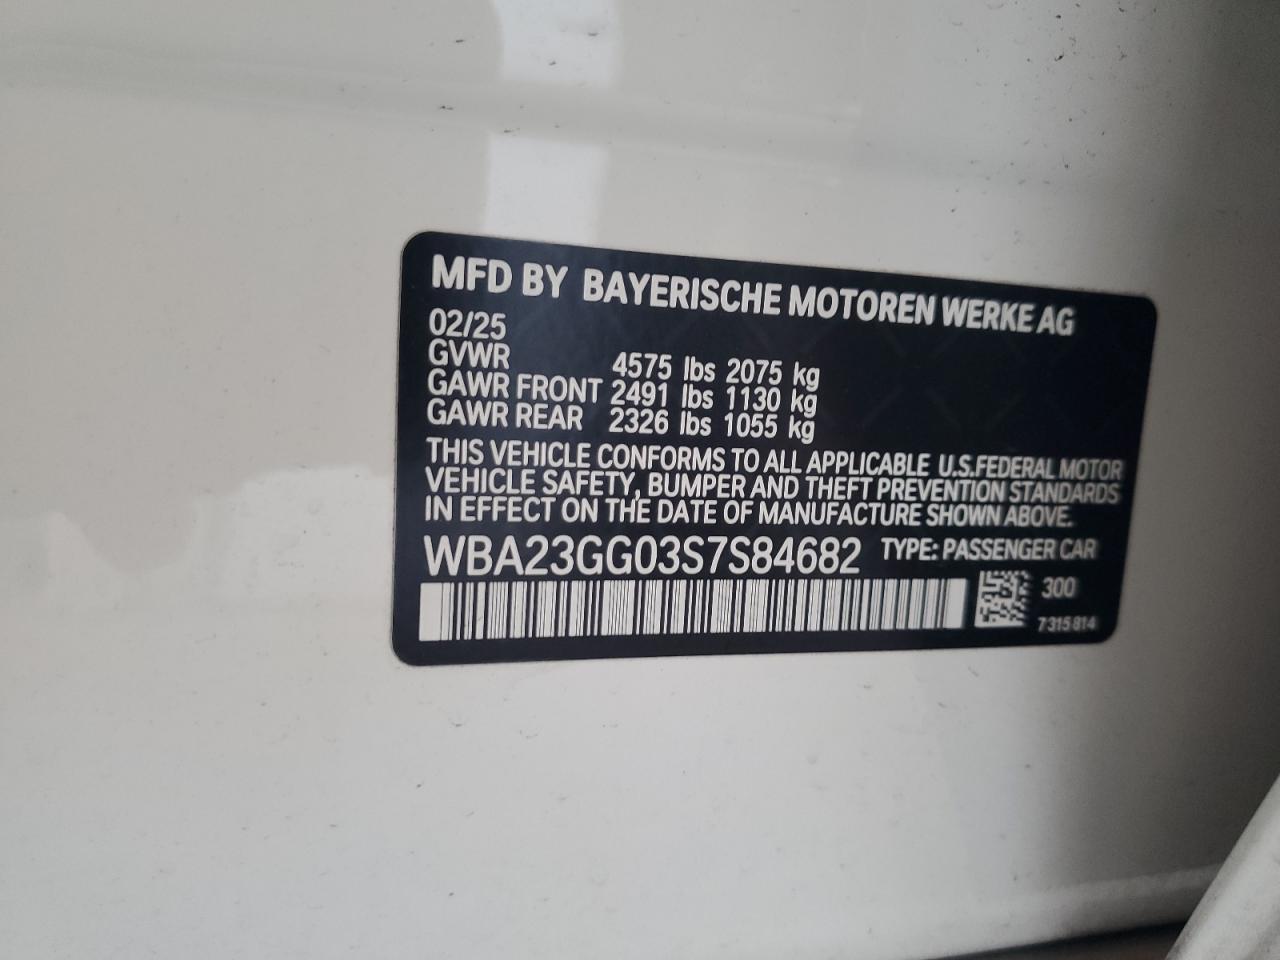 MFD BY BAYERISCHE MOTOREN WERKE AG
02/25
GVWR 4575 lbs 2075 kg
GAWR FRONT 2491 lbs 1130 kg
GAWR REAR 2326 lbs 1055 kg
THIS VEHICLE CONFORMS TO ALL APPLICABLE U.S.FEDERAL MOTOR
VEHICLE SAFETY, BUMPER AND THEFT PREVENTION STANDARDS
IN EFFECT ON THE DATE OF MANUFACTURE SHOWN ABOVE.
WBA23GG03S7S84682 TYPE: PASSENGER CAR
300
7315814